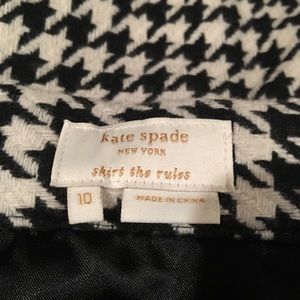 kate spade
NEW YORK
skirt the rules
10
MADE IN CHINA